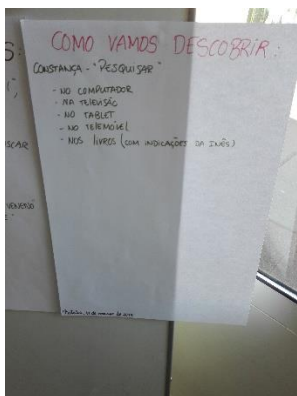 COMO VAMOS DESCOBRIR:
CONSTANÇA - "PESQUISAR"
- NO COMPUTADOR
- NA TELEVISÃO
- NO TABLET
- NO TELEMÓVEL
- NOS LIVROS (COM INDICAÇÕES DA INÊS)